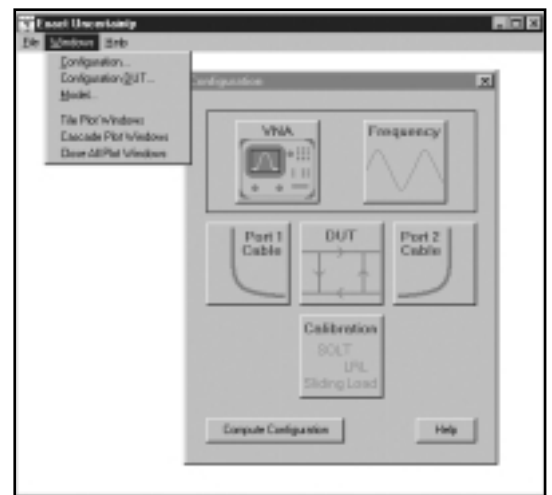 Exact Uncertainty
File Windows Help
Configuration...
Configuration DUT...
Model...
Tile Plot Windows
Cascade Plot Windows
Close All Plot Windows
Configuration
VNA
Frequency
Port 1 Cable
DUT
Port 2 Cable
Calibration
SOLT
LRL
Sliding Load
Compute Configuration
Help